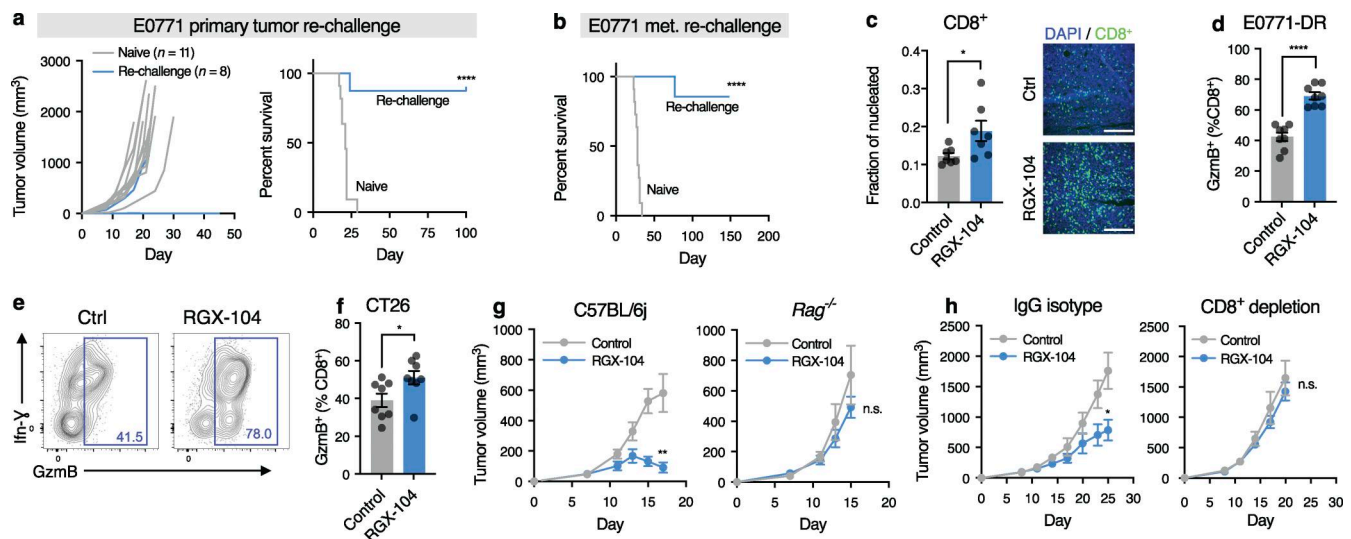 a
E0771 primary tumor re-challenge
Naive (n = 11)
Re-challenge (n = 8)
Tumor volume (mm³)
3000
2000
1000
0
0 10 20 30 40 50
Day
Percent survival
100
50
0
****
Re-challenge
Naive
0 25 50 75 100
Day
b
E0771 met. re-challenge
Percent survival
100
50
0
****
Re-challenge
Naive
0 50 100 150 200
Day
c
CD8⁺
Fraction of nucleated
0.4
0.3
0.2
0.1
0.0
*
Control
RGX-104
DAPI / CD8⁺
Ctrl
RGX-104
d
E0771-DR
GzmB⁺ (%CD8⁺)
100
80
60
40
20
0
****
Control
RGX-104
e
Ctrl
RGX-104
Ifn-ɣ
0
41.5
78.0
0
0
GzmB
f
CT26
GzmB⁺ (% CD8⁺)
80
60
40
20
0
*
Control
RGX-104
g
C57BL/6j
Control
RGX-104
Tumor volume (mm³)
1000
800
600
400
200
0
**
0 5 10 15 20
Day
Rag⁻/⁻
Control
RGX-104
1000
800
600
400
200
0
n.s.
0 5 10 15 20
Day
h
IgG isotype
Control
RGX-104
Tumor volume (mm³)
2500
2000
1500
1000
500
0
*
0 5 10 15 20 25 30
Day
CD8⁺ depletion
Control
RGX-104
2500
2000
1500
1000
500
0
n.s.
0 5 10 15 20 25 30
Day